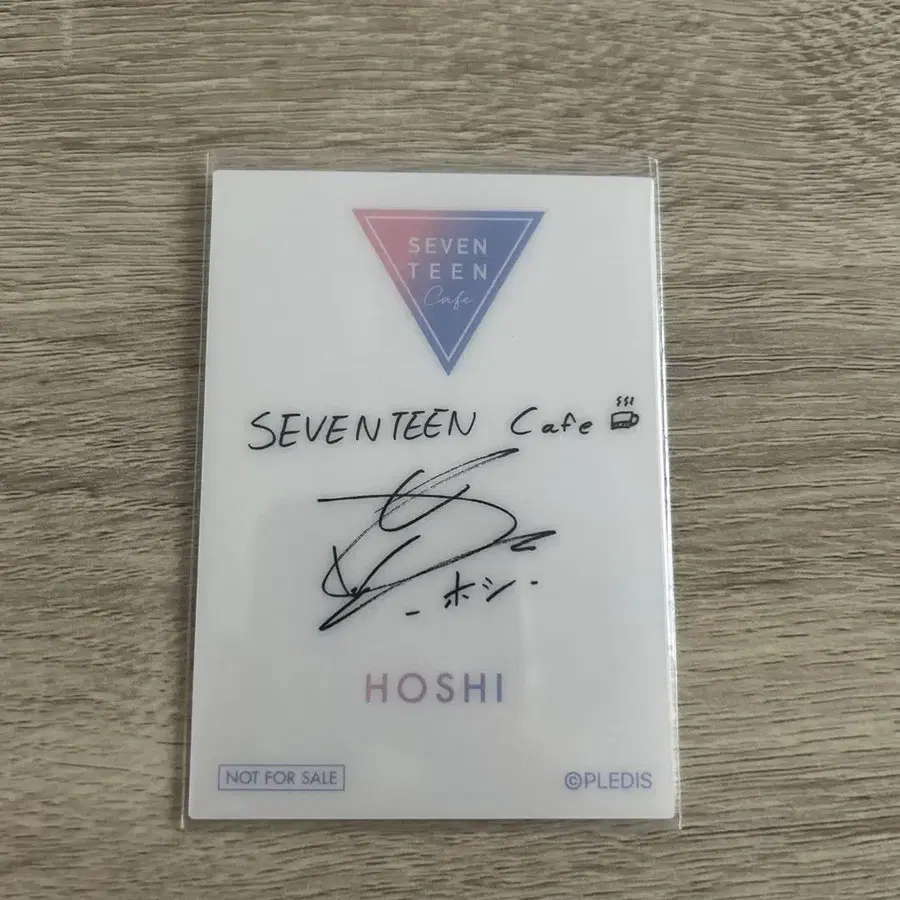 SEVEN
TEEN
Cafe
SEVENTEEN Cafe
-ホシ-
HOSHI
NOT FOR SALE
©PLEDIS